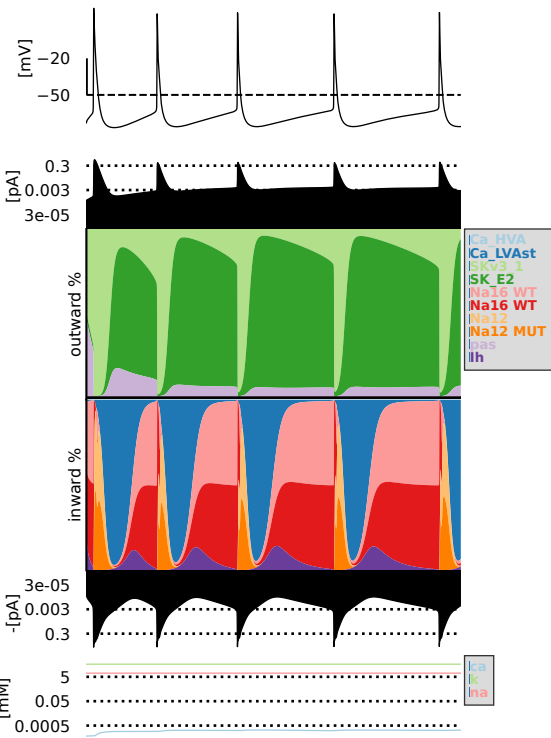 [mV]
−20
−50
[pA]
0.3
0.003
3e-05
outward %
Ca_HVA
Ca_LVAst
SKv3_1
SK_E2
Na16 WT
Na16 WT
Na12
Na12 MUT
pas
Ih
inward %
-[pA]
3e-05
0.003
0.3
[mM]
5
0.05
0.0005
ca
k
na